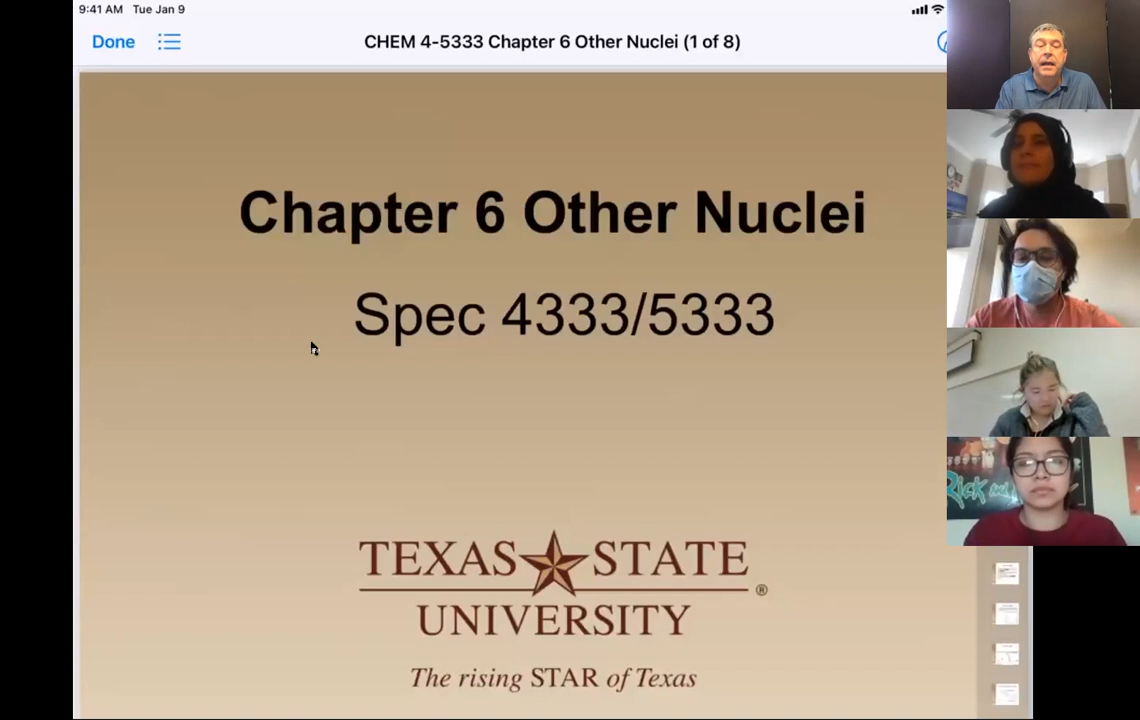 9:41 AM Tue Jan 9
Done
CHEM 4-5333 Chapter 6 Other Nuclei (1 of 8)
Chapter 6 Other Nuclei
Spec 4333/5333
TEXAS STATE
®
UNIVERSITY
The rising STAR of Texas
Rick